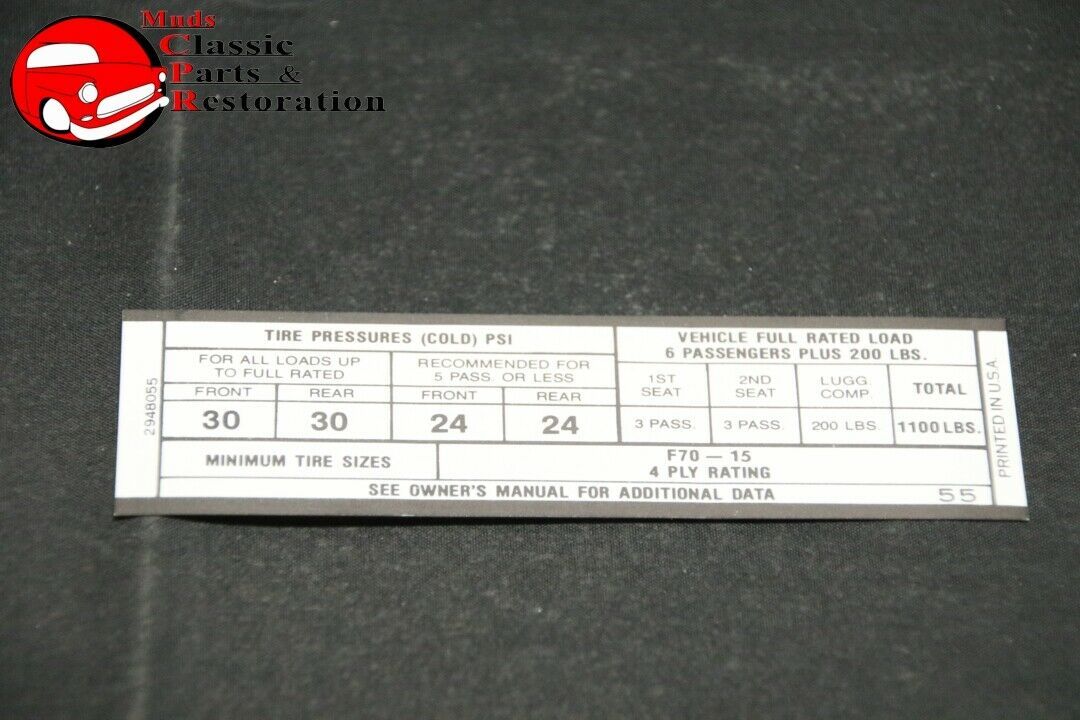 Muds
Classic
Parts &
Restoration
2948055
TIRE PRESSURES (COLD) PSI
FOR ALL LOADS UP
TO FULL RATED
RECOMMENDED FOR
5 PASS. OR LESS
FRONT REAR FRONT REAR
30 30 24 24
VEHICLE FULL RATED LOAD
6 PASSENGERS PLUS 200 LBS.
1ST
SEAT
2ND
SEAT
LUGG
COMP.
TOTAL
3 PASS. 3 PASS. 200 LBS. 1100 LBS.
MINIMUM TIRE SIZES
F70 — 15
4 PLY RATING
SEE OWNER'S MANUAL FOR ADDITIONAL DATA
55
PRINTED IN U.S.A.